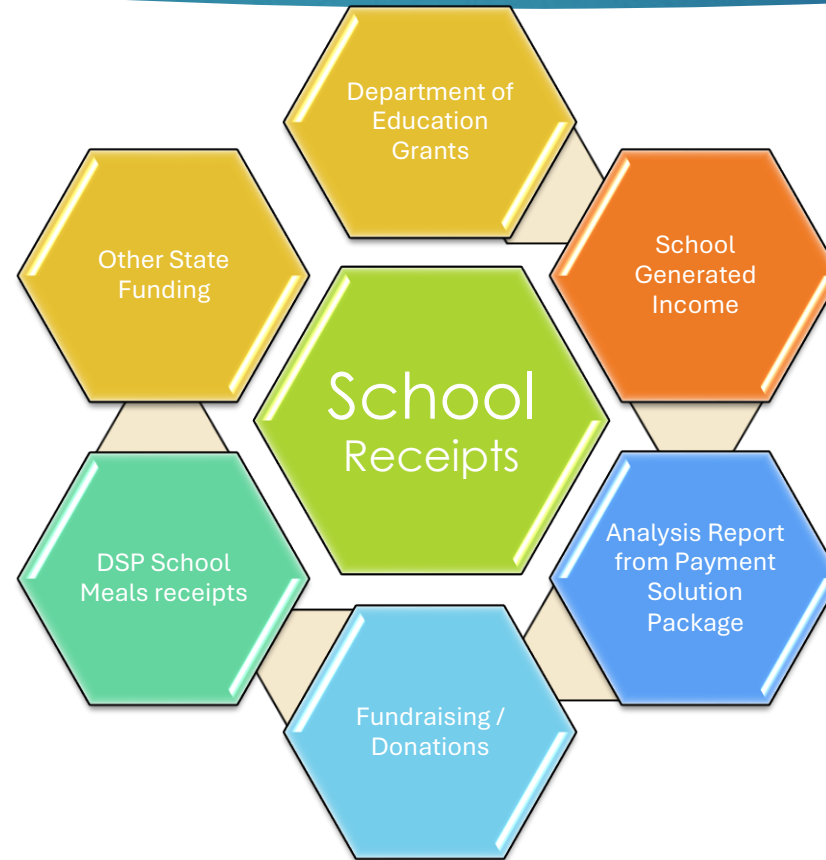 Department of
Education
Grants
School
Generated
Income
Other State
Funding
School
Receipts
Analysis Report
from Payment
Solution
Package
DSP School
Meals receipts
Fundraising /
Donations